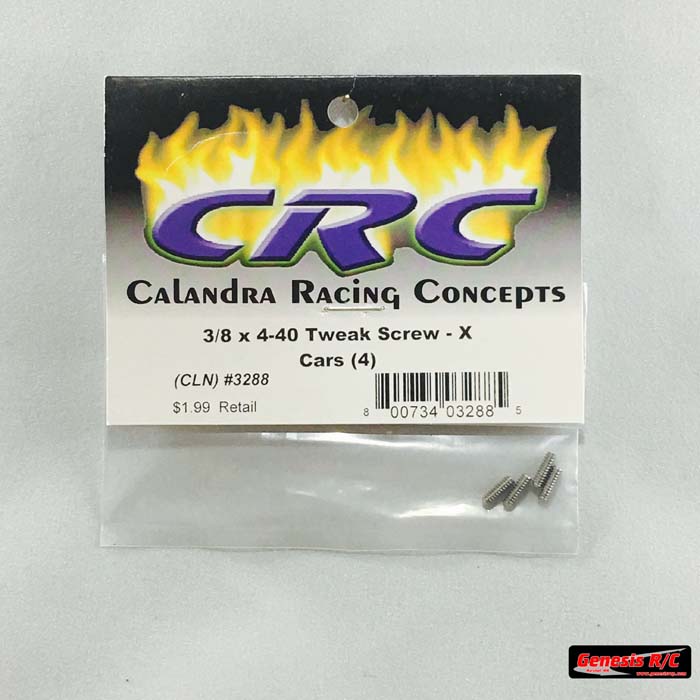 CRC
Calandra Racing Concepts
3/8 x 4-40 Tweak Screw - X
Cars (4)
(CLN) #3288
$1.99 Retail
8 00734 03288 5
Genesis R/C